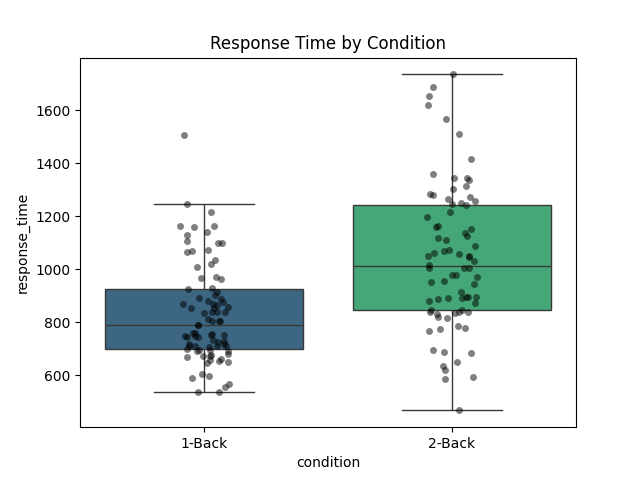 Response Time by Condition
response_time
1600
1400
1200
1000
800
600
1-Back
2-Back
condition